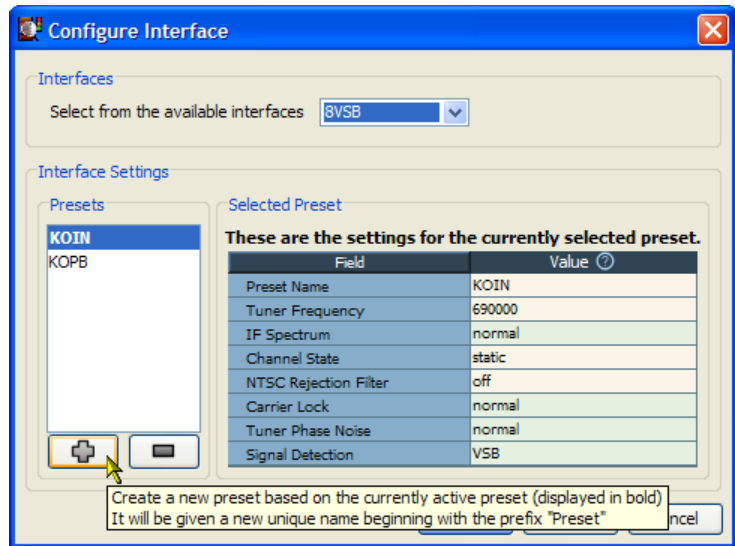 Configure Interface
Interfaces
Select from the available interfaces 8VSB
Interface Settings
Presets
KOIN
KOPB
Selected Preset
These are the settings for the currently selected preset.
Field Value ?
Preset Name KOIN
Tuner Frequency 690000
IF Spectrum normal
Channel State static
NTSC Rejection Filter off
Carrier Lock normal
Tuner Phase Noise normal
Signal Detection VSB
Create a new preset based on the currently active preset (displayed in bold)
It will be given a new unique name beginning with the prefix "Preset"
ncel